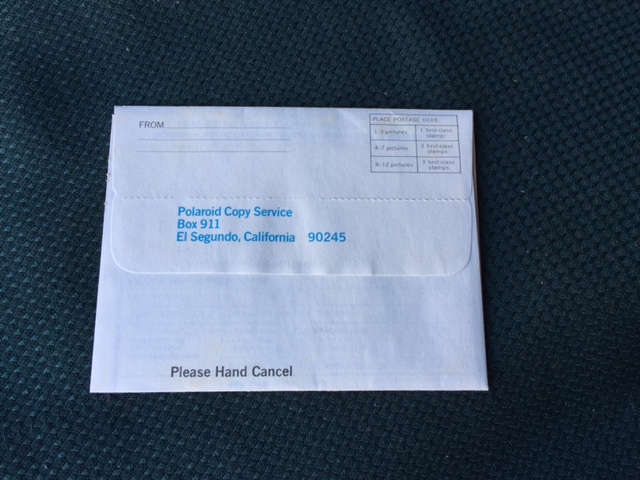 FROM
PLACE POSTAGE HERE
1-3 pictures 1 first-class stamp
4-7 pictures 2 first-class stamps
8-12 pictures 3 first-class stamps
Polaroid Copy Service
Box 911
El Segundo, California 90245
Please Hand Cancel